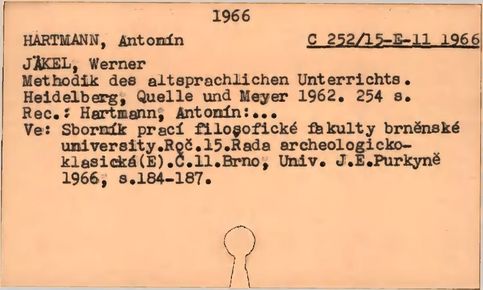 1966
HARTMANN, Antonín C 252/15-E-11 1966
JÄKEL, Werner
Methodik des altsprachlichen Unterrichts.
Heidelberg, Quelle und Meyer 1962. 254 s.
Rec.: Hartmann, Antonín:...
Ve: Sborník prací filosofické fakulty brněnské
university.Roč.15.Rada archeologicko-
klasická(E).Č.11.Brno, Univ. J.E.Purkyně
1966, s.184-187.